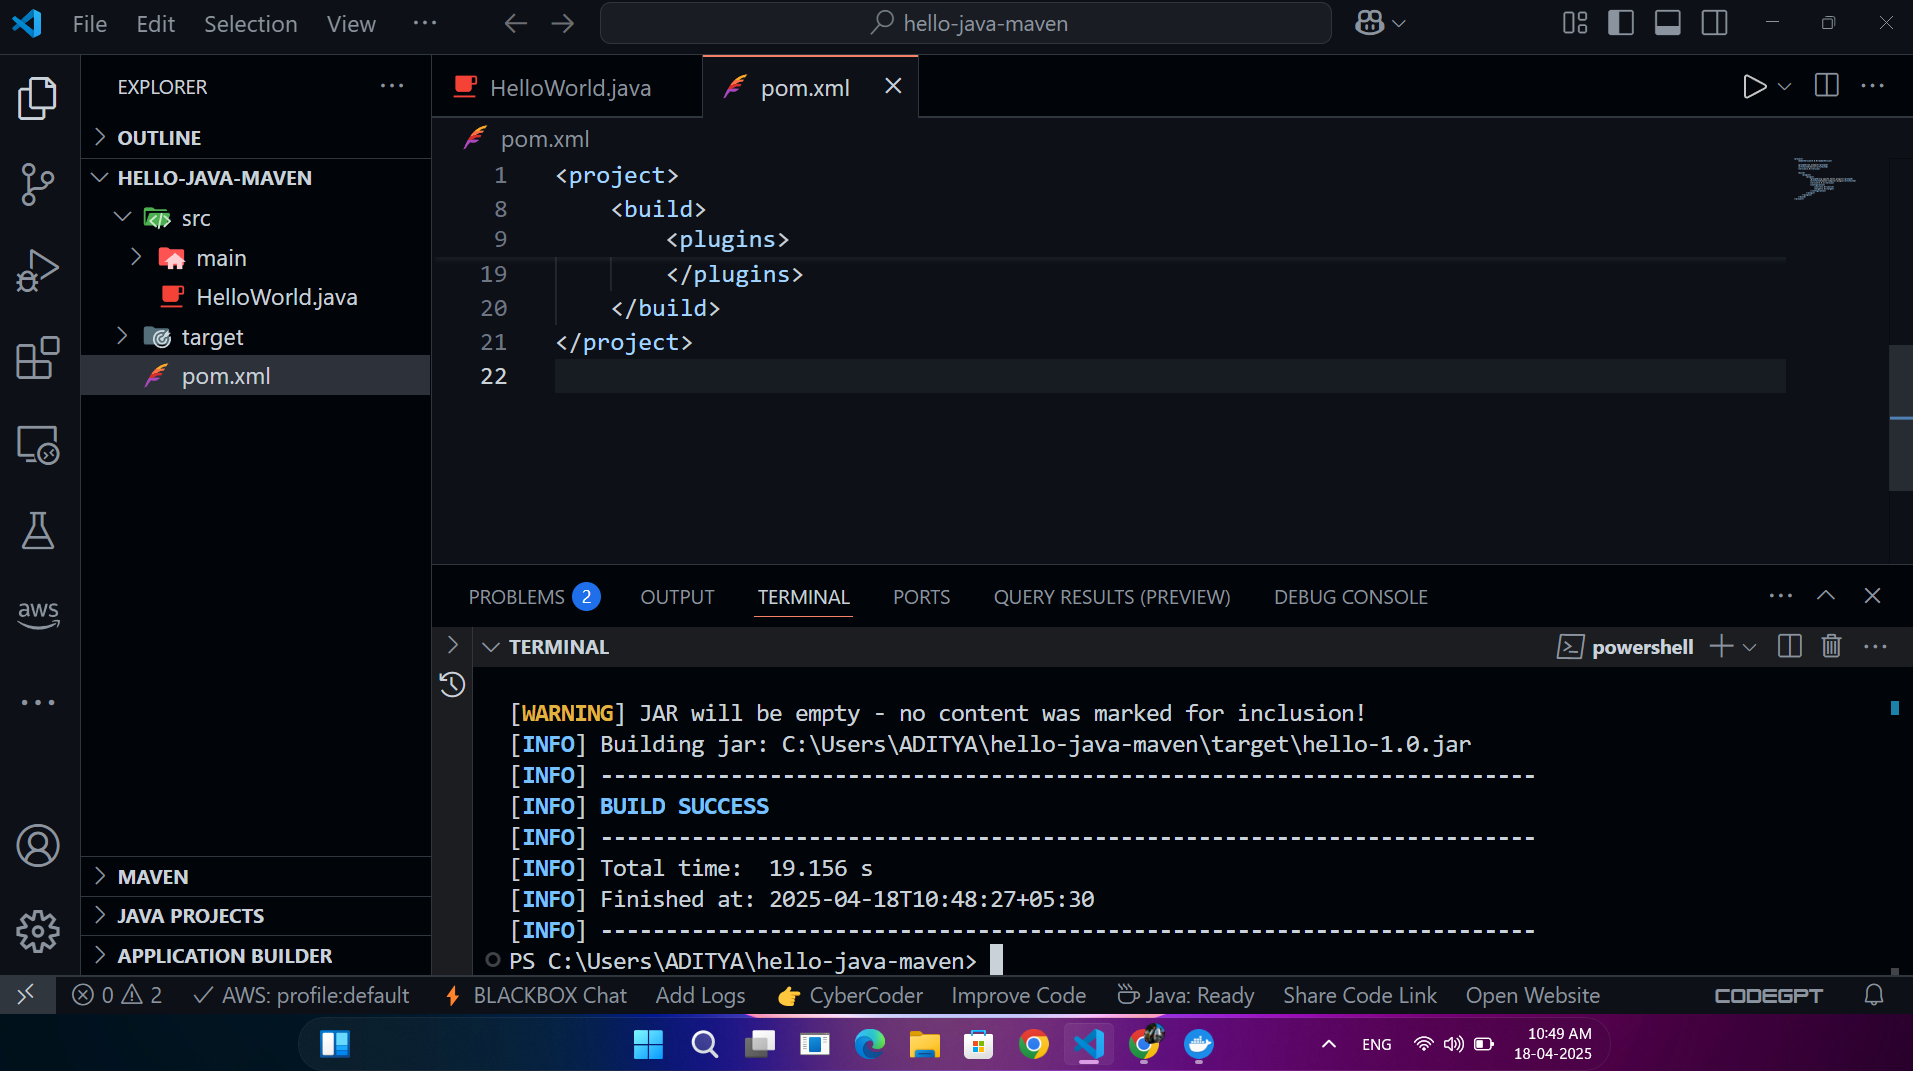 File Edit Selection View ···
hello-java-maven
EXPLORER
OUTLINE
HELLO-JAVA-MAVEN
src
main
HelloWorld.java
target
pom.xml
MAVEN
JAVA PROJECTS
APPLICATION BUILDER
aws
HelloWorld.java
pom.xml
pom.xml
1 <project>
8 <build>
9 <plugins>
19 </plugins>
20 </build>
21 </project>
22
PROBLEMS 2 OUTPUT TERMINAL PORTS QUERY RESULTS (PREVIEW) DEBUG CONSOLE
TERMINAL
powershell
[WARNING] JAR will be empty - no content was marked for inclusion!
[INFO] Building jar: C:\Users\ADITYA\hello-java-maven\target\hello-1.0.jar
[INFO] ------------------------------------------------------------------------
[INFO] BUILD SUCCESS
[INFO] ------------------------------------------------------------------------
[INFO] Total time:  19.156 s
[INFO] Finished at: 2025-04-18T10:48:27+05:30
[INFO] ------------------------------------------------------------------------
PS C:\Users\ADITYA\hello-java-maven>
0 2 AWS: profile:default BLACKBOX Chat Add Logs CyberCoder Improve Code Java: Ready Share Code Link Open Website CODEGPT
ENG
10:49 AM
18-04-2025